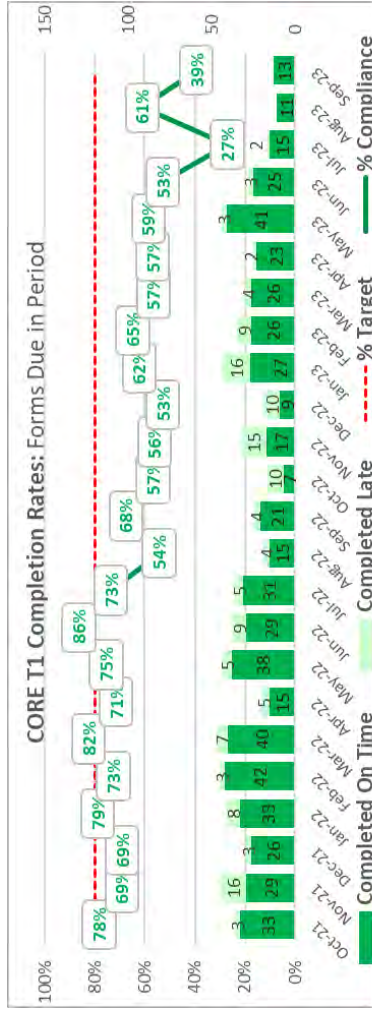 CORE T1 Completion Rates: Forms Due in Period
100% 80% 60% 40% 20% 0%
150 100 50 0
78% 69% 69% 79% 73% 82% 71% 75% 86% 73% 54% 68% 57% 56% 53% 62% 65% 57% 57% 59% 53% 27% 61% 39%
3 16 3 8 3 7 5 5 9 5 4 4 10 15 10 16 9 4 2 3 3 2
33 29 26 33 42 40 15 38 29 31 15 21 7 17 9 27 26 26 23 41 25 15 11 13
Oct-21 Nov-21 Dec-21 Jan-22 Feb-22 Mar-22 Apr-22 May-22 Jun-22 Jul-22 Aug-22 Sep-22 Oct-22 Nov-22 Dec-22 Jan-23 Feb-23 Mar-23 Apr-23 May-23 Jun-23 Jul-23 Aug-23 Sep-23
Completed On Time Completed Late % Target % Compliance